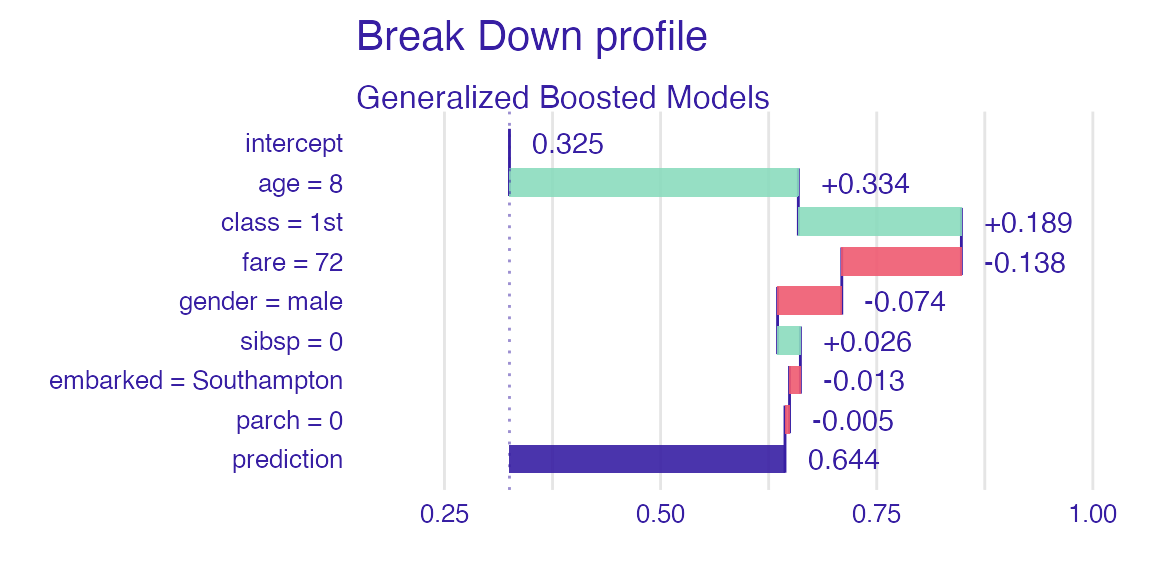 Break Down profile
Generalized Boosted Models
intercept 0.325
age = 8 +0.334
class = 1st +0.189
fare = 72 -0.138
gender = male -0.074
sibsp = 0 +0.026
embarked = Southampton -0.013
parch = 0 -0.005
prediction 0.644
0.25 0.50 0.75 1.00